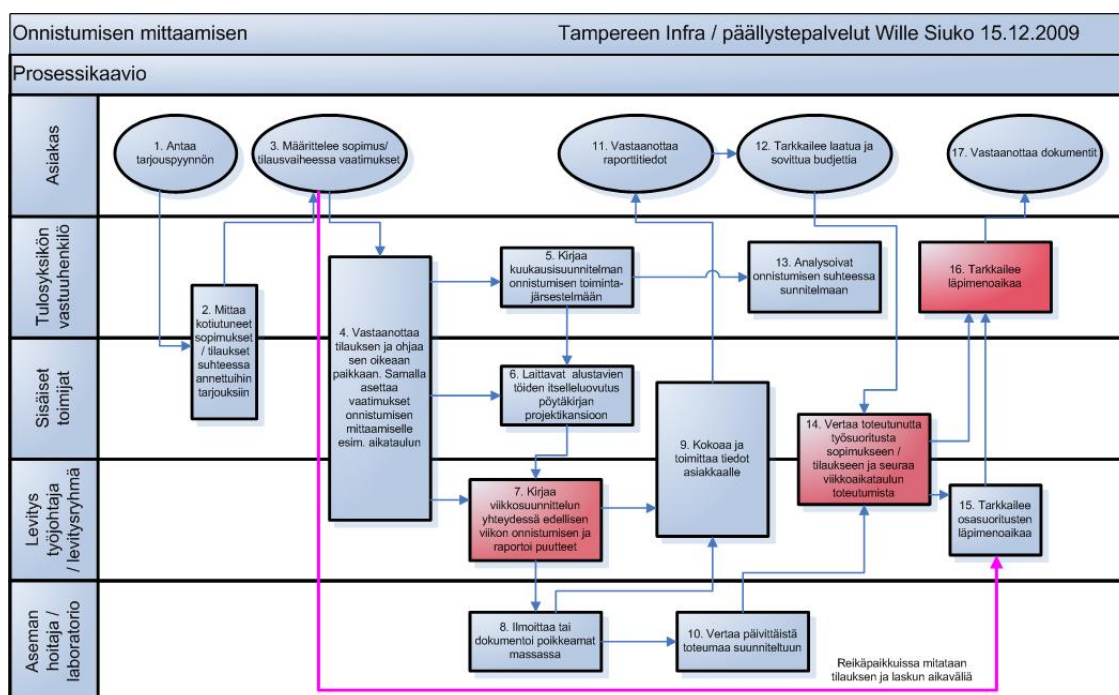 Onnistumisen mittaamisen
Tampereen Infra / päällystepalvelut Wille Siuko 15.12.2009
Prosessikaavio
Asiakas
1. Antaa
tarjouspyynnön
3. Määrittelee sopimus/
tilausvaiheessa vaatimukset
11. Vastaanottaa
raporttitiedot
12. Tarkkailee laatua ja
sovittua budjettia
17. Vastaanottaa dokumentit
Tulosyksikön
vastuuhenkilö
2. Mittaa
kotiutuneet
sopimukset
/ tilaukset
suhteessa
annettuihin
tarjouksiin
4. Vastaanottaa
tilauksen ja ohjaa
sen oikeaan
paikkaan. Samalla
asettaa
vaatimukset
onnistumisen
mittaamiselle
esim. aikataulun
5. Kirjaa
kuukausisuunnitelman
onnistumisen toiminta-
järsestelmään
13. Analysoivat
onnistumisen suhteessa
sunnitelmaan
16. Tarkkailee
läpimenoaikaa
Sisäiset
toimijat
6. Laittavat alustavien
töiden itselleluovutus
pöytäkirjan
projektikansioon
9. Kokoaa ja
toimittaa tiedot
asiakkaalle
14. Vertaa toteutunutta
työsuoritusta
sopimukseen /
tilaukseen ja seuraa
viikkoaikataulun
toteutumista
Levitys
työjohtaja
/ levitysryhmä
7. Kirjaa
viikkosuunnittelun
yhteydessä edellisen
viikon onnistumisen ja
raportoi puutteet
15. Tarkkailee
osasuoritusten
läpimenoaikaa
Aseman
hoitaja /
laboratorio
8. Ilmoittaa tai
dokumentoi poikkeamat
massassa
10. Vertaa päivittäistä
toteumaa suunniteltuun
Reikäpaikkuissa mitataan
tilauksen ja laskun aikaväliä